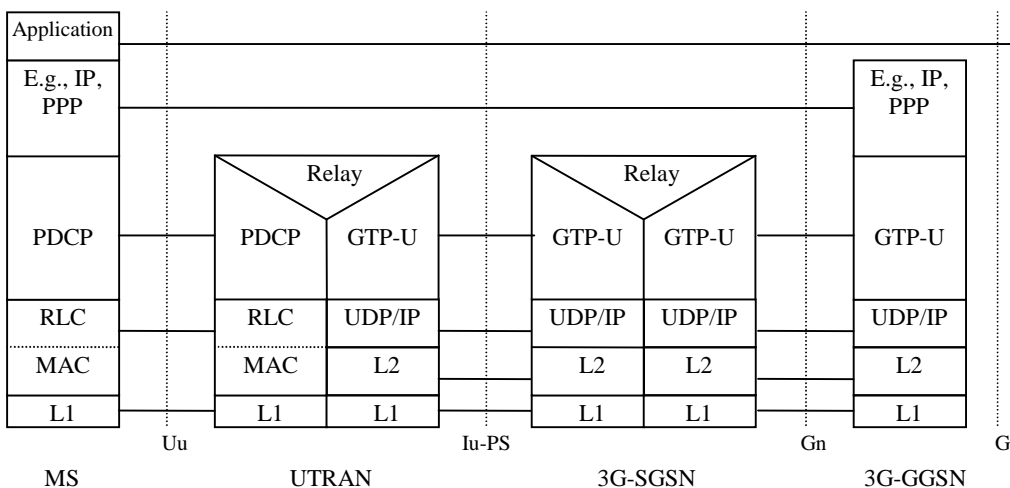 Application
E.g., IP,
PPP
E.g., IP,
PPP
Relay
Relay
PDCP
PDCP
GTP-U
GTP-U
GTP-U
GTP-U
RLC
RLC
UDP/IP
UDP/IP
UDP/IP
UDP/IP
MAC
MAC
L2
L2
L2
L2
L1
L1
L1
L1
L1
L1
Uu
Iu-PS
Gn
G
MS
UTRAN
3G-SGSN
3G-GGSN